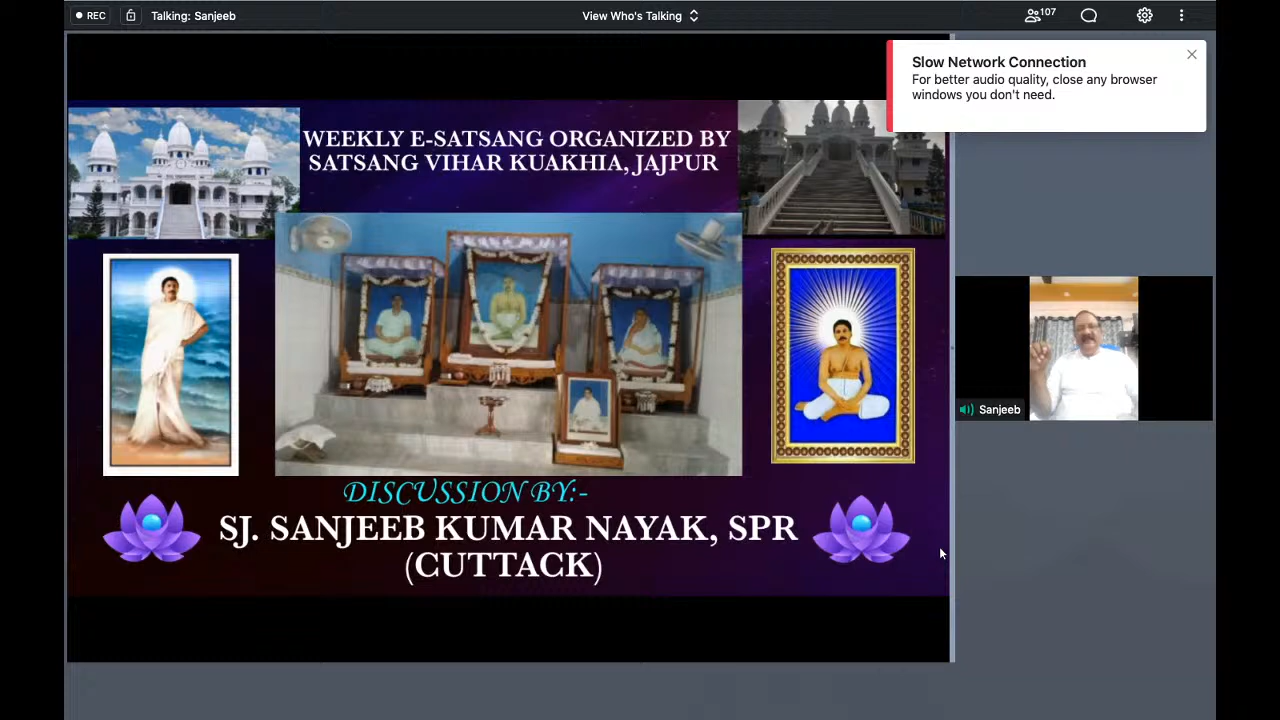 REC
Talking: Sanjeeb
View Who's Talking
107
Slow Network Connection
For better audio quality, close any browser
windows you don't need.
WEEKLY E-SATSANG ORGANIZED BY
SATSANG VIHAR KUAKHIA, JAJPUR
Sanjeeb
DISCUSSION BY:-
SJ. SANJEEB KUMAR NAYAK, SPR
(CUTTACK)